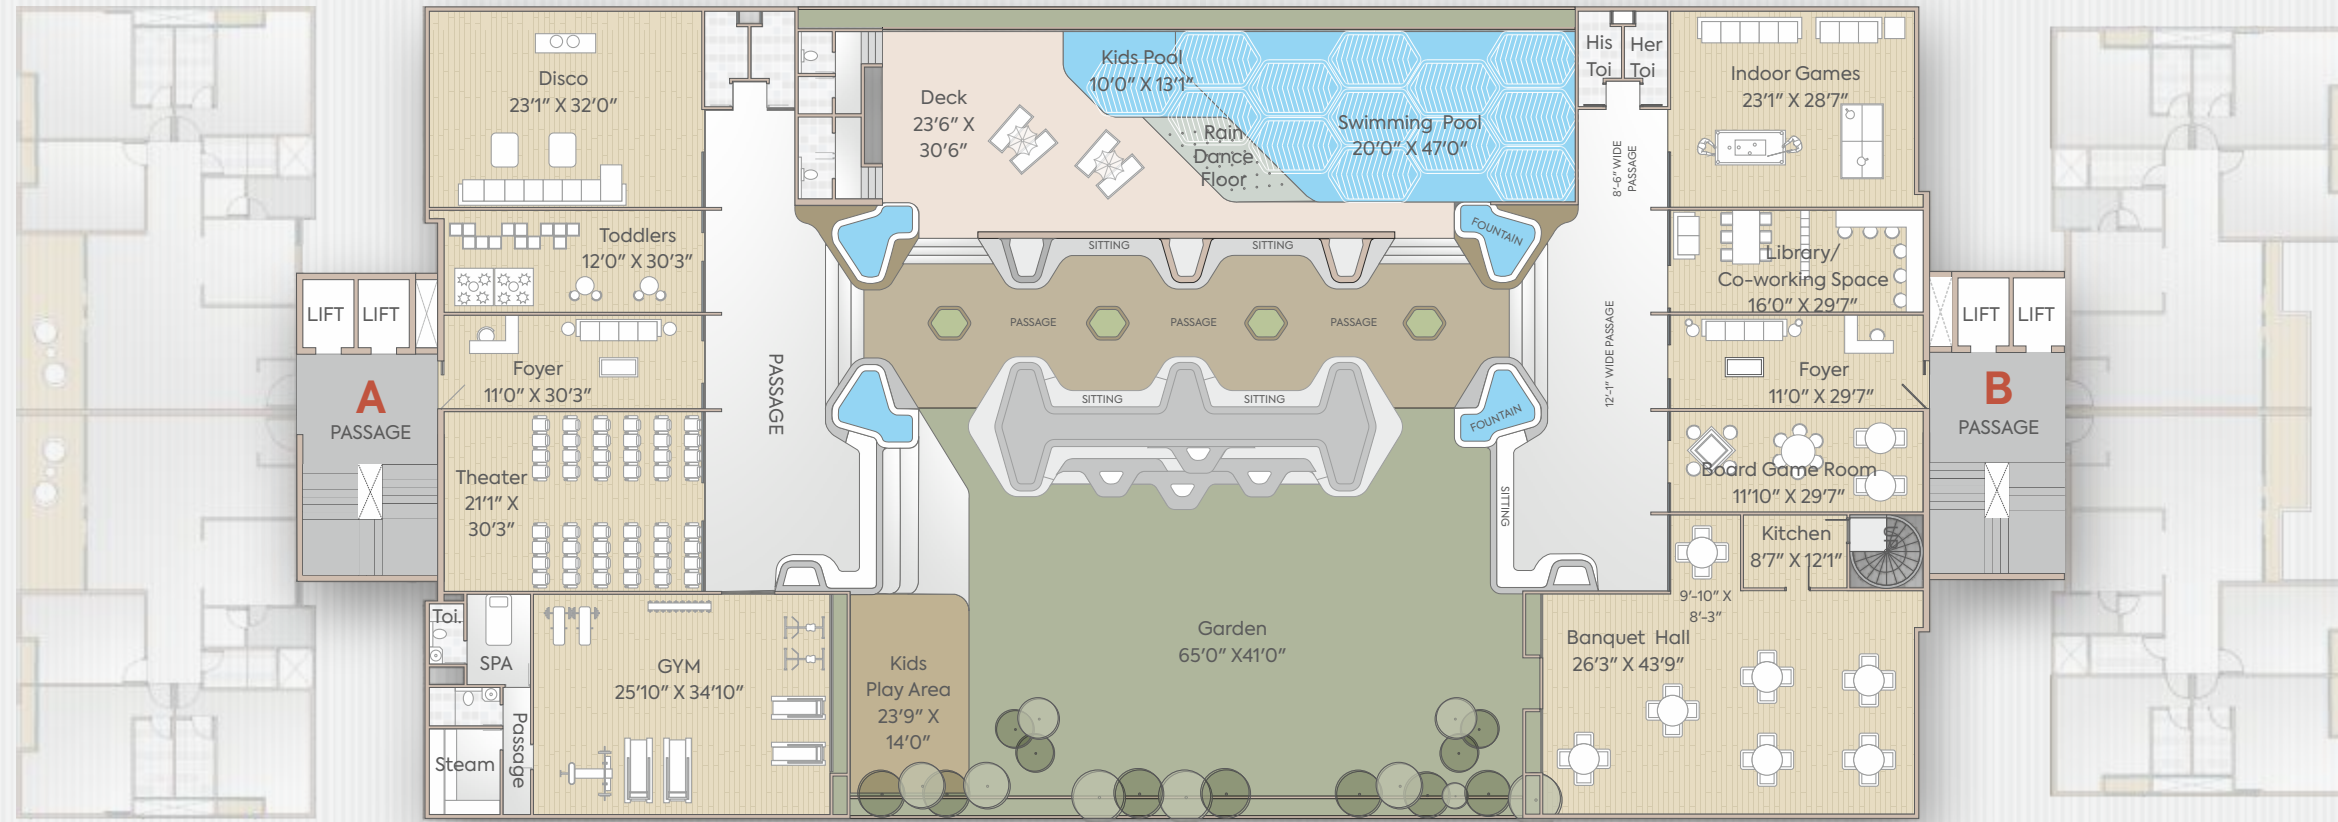 Disco
23'1" X 32'0"
Toddlers
12'0" X 30'3"
LIFT
LIFT
Foyer
11'0" X 30'3"
A
PASSAGE
Theater
21'1" X
30'3"
Toi.
SPA
GYM
25'10" X 34'10"
Passage
Steam
PASSAGE
Deck
23'6" X
30'6"
Kids Pool
10'0" X 13'1"
Rain
Dance
Floor
Swimming Pool
20'0" X 47'0"
SITTING
SITTING
FOUNTAIN
PASSAGE
PASSAGE
PASSAGE
SITTING
SITTING
FOUNTAIN
SITTING
Garden
65'0" X41'0"
Kids
Play Area
23'9" X
14'0"
His
Toi
Her
Toi
8'-6" WIDE
PASSAGE
12'-1" WIDE PASSAGE
Indoor Games
23'1" X 28'7"
Library/
Co-working Space
16'0" X 29'7"
Foyer
11'0" X 29'7"
LIFT
LIFT
B
PASSAGE
Board Game Room
11'10" X 29'7"
Kitchen
8'7" X 12'1"
9'-10" X
8'-3"
Banquet Hall
26'3" X 43'9"